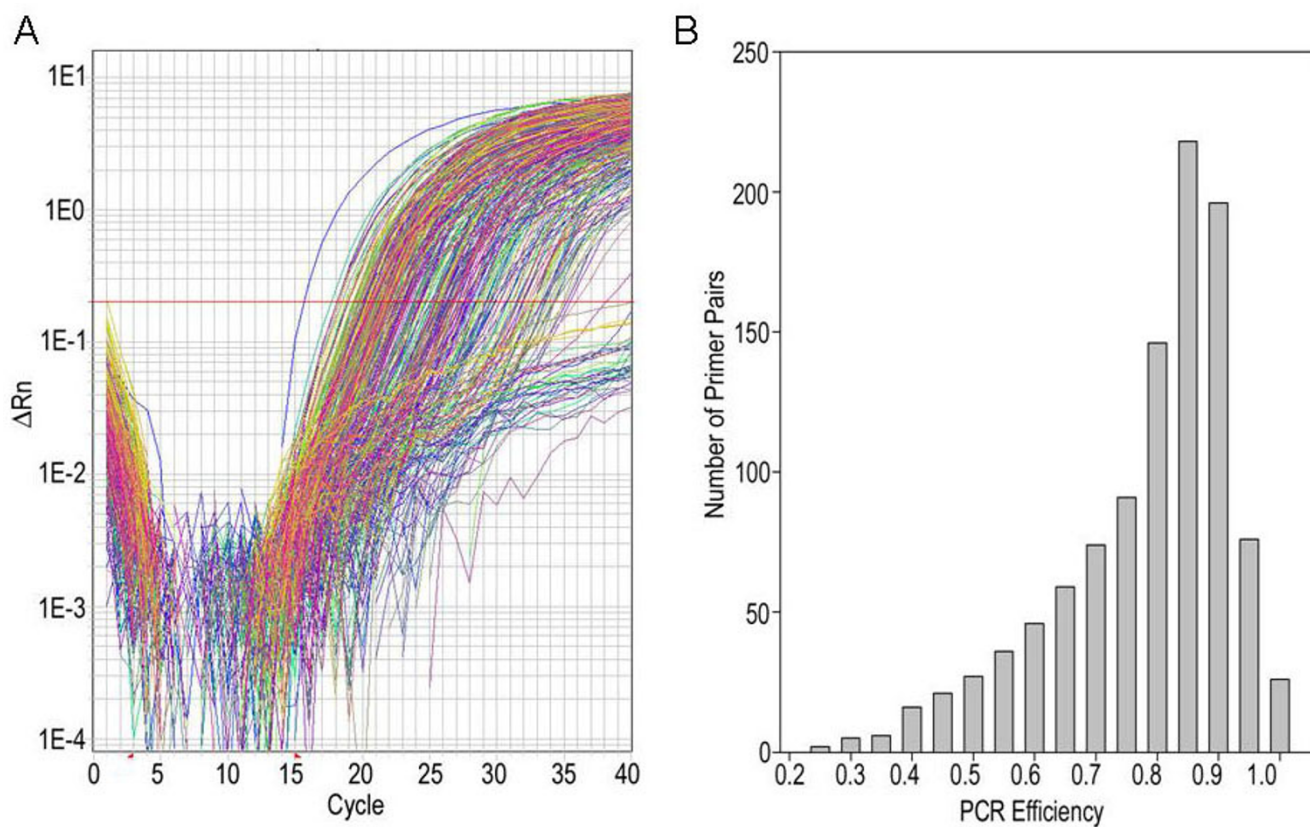 A
1E1
1E0
1E-1
1E-2
1E-3
1E-4
ΔRn
0 5 10 15 20 25 30 35 40
Cycle
B
250
200
150
100
50
0
Number of Primer Pairs
0.2 0.3 0.4 0.5 0.6 0.7 0.8 0.9 1.0
PCR Efficiency